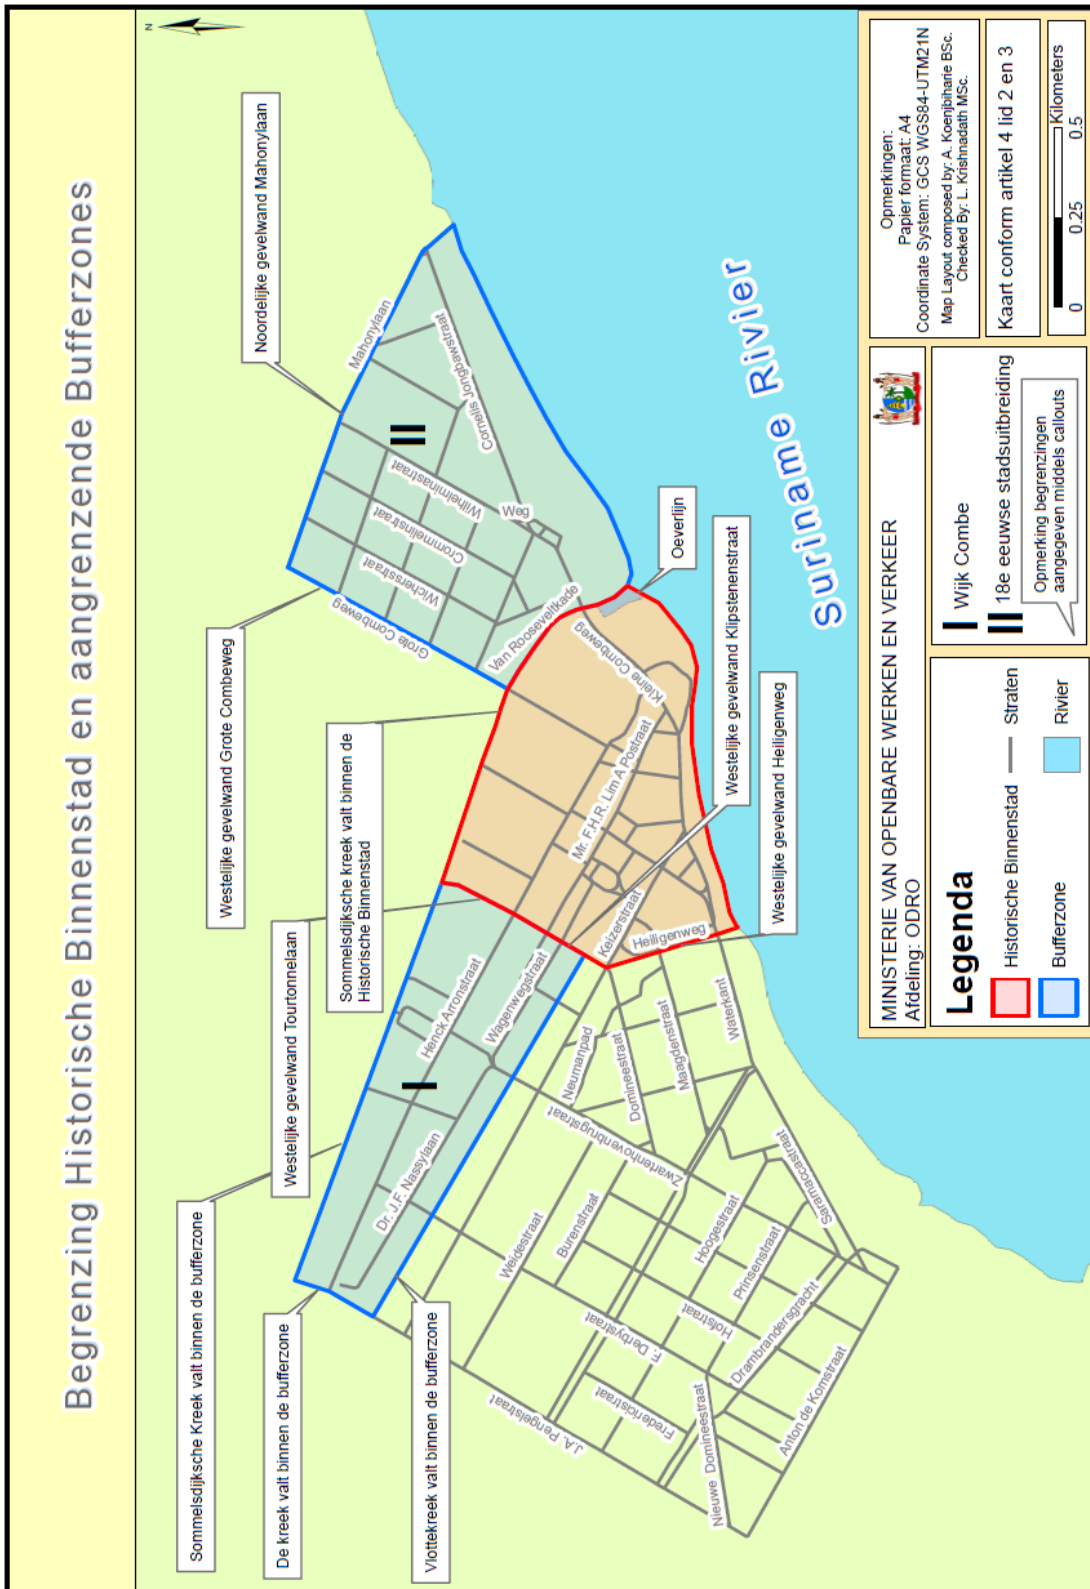 Begrenzing Historische Binnenstad en aangrenzende Bufferzones
N
Sommelsdijksche Kreek valt binnen de bufferzone
De kreek valt binnen de bufferzone
Vlottekreek valt binnen de bufferzone
Westelijke gevelwand Tourtonnelaan
Sommelsdijksche kreek valt binnen de
Historische Binnenstad
Westelijke gevelwand Grote Combeweg
Noordelijke gevelwand Mahonylaan
Oeverlijn
Westelijke gevelwand Klipstenenstraat
Westelijke gevelwand Heiligenweg
Mahonylaan
Cornelis Jongbawstraat
Wilhelminastraat
Crommelinstraat
Wichersstraat
Grote Combeweg
Weg
Van Rooseveltkade
Kleine Combeweg
Mr. F.H.R. Lim A Postraat
Keizerstraat
Heiligenweg
Henck Arronstraat
Wagenwegstraat
Dr. J.F. Nassylaan
Neumanpad
Domineestraat
Maagdenstraat
Waterkant
Zwartenhovenbrugstraat
Weidestraat
Burenstraat
Hoogestraat
Prinsenstraat
Saramaccastraat
F. Derbystraat
Hofstraat
Drambrandersgracht
J.A. Pengelstraat
Frederickstraat
Nieuwe Domineestraat
Anton de Komstraat
Suriname Rivier
MINISTERIE VAN OPENBARE WERKEN EN VERKEER
Afdeling: ODRO
Legenda
Historische Binnenstad
Straten
Bufferzone
Rivier
Wijk Combe
18e eeuwse stadsuitbreiding
Opmerking begrenzingen
aangegeven middels callouts
Opmerkingen:
Papier formaat: A4
Coordinate System: GCS WGS84-UTM21N
Map Layout composed by: A. Koenjbiharie BSc.
Checked By: L. Krishnadath MSc.
Kaart conform artikel 4 lid 2 en 3
Kilometers
0 0.25 0.5